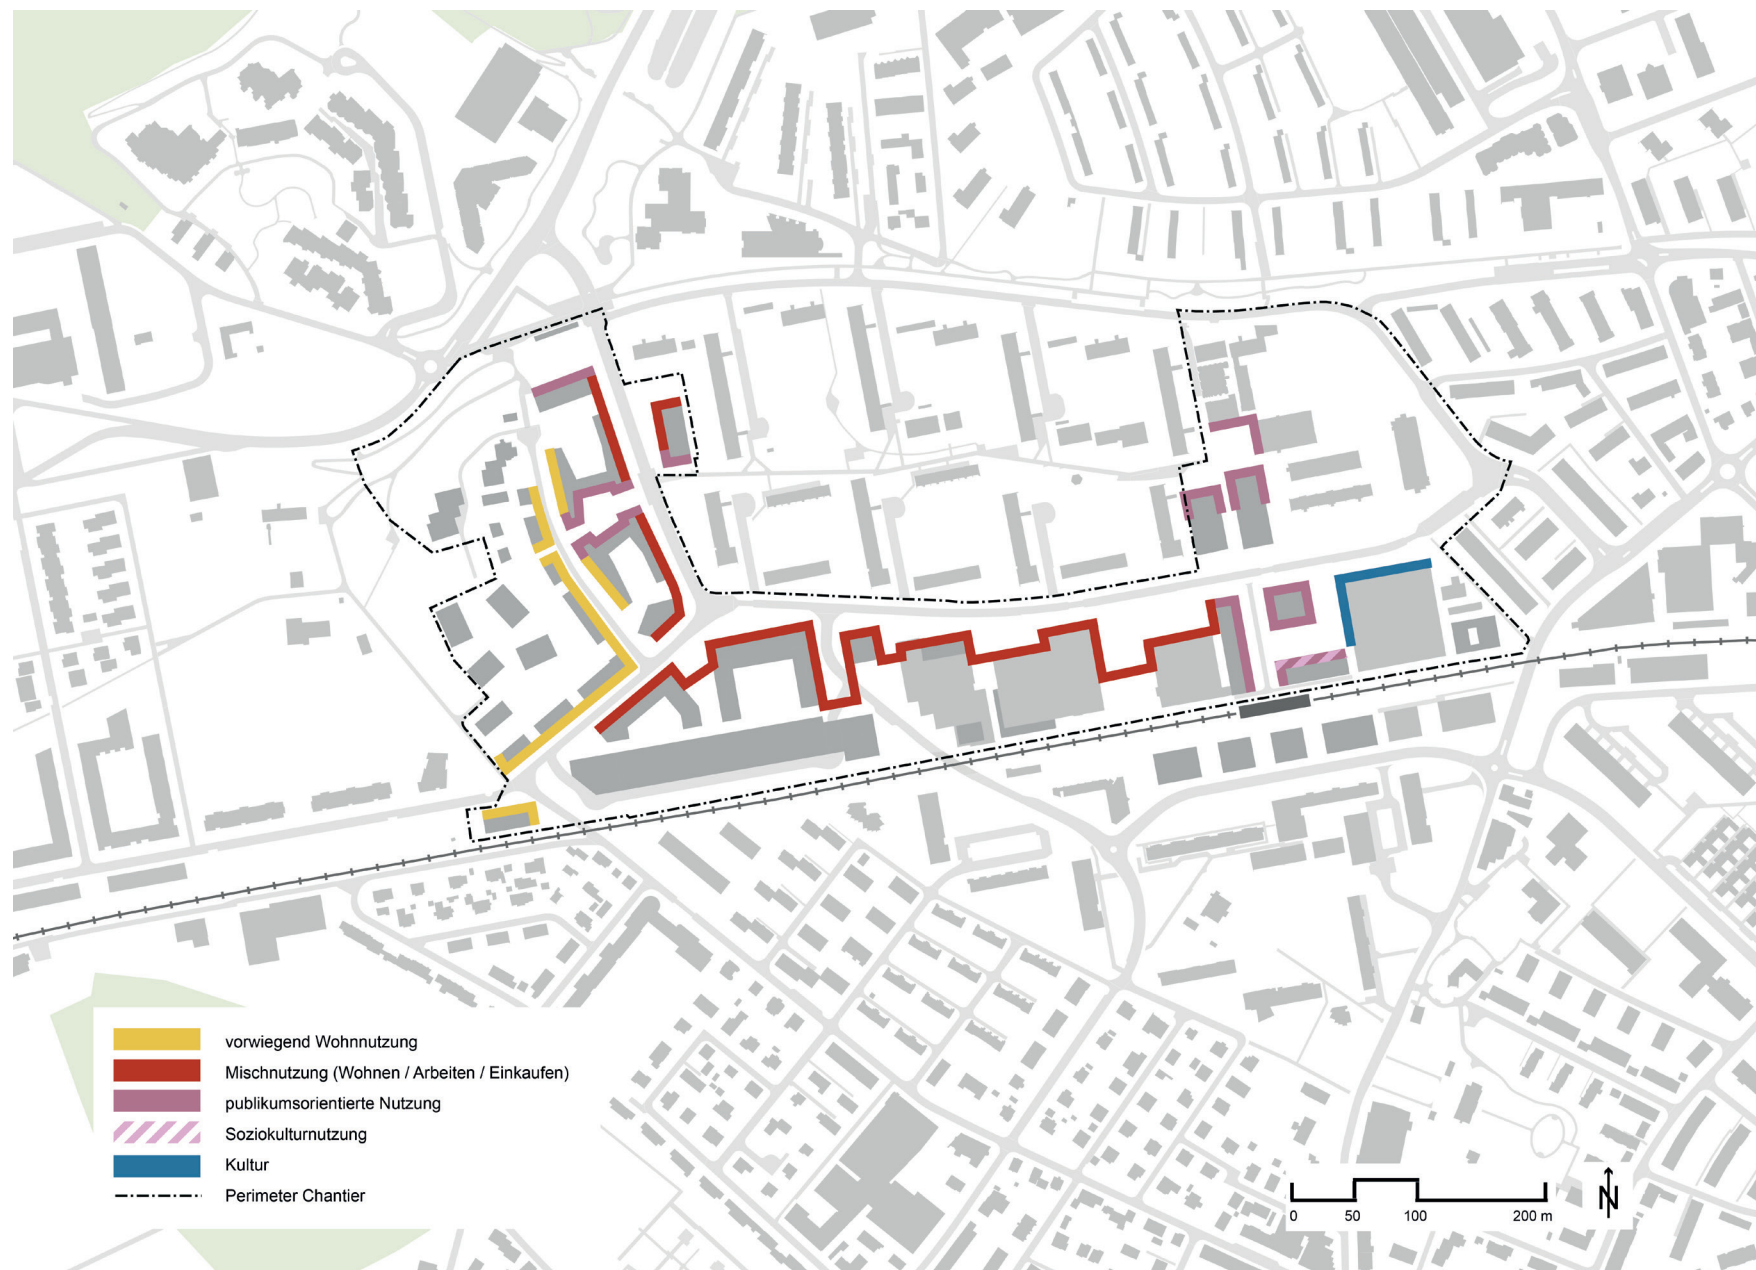 vorwiegend Wohnnutzung
Mischnutzung (Wohnen / Arbeiten / Einkaufen)
publikumsorientierte Nutzung
Soziokulturnutzung
Kultur
Perimeter Chantier
0 50 100 200 m
N